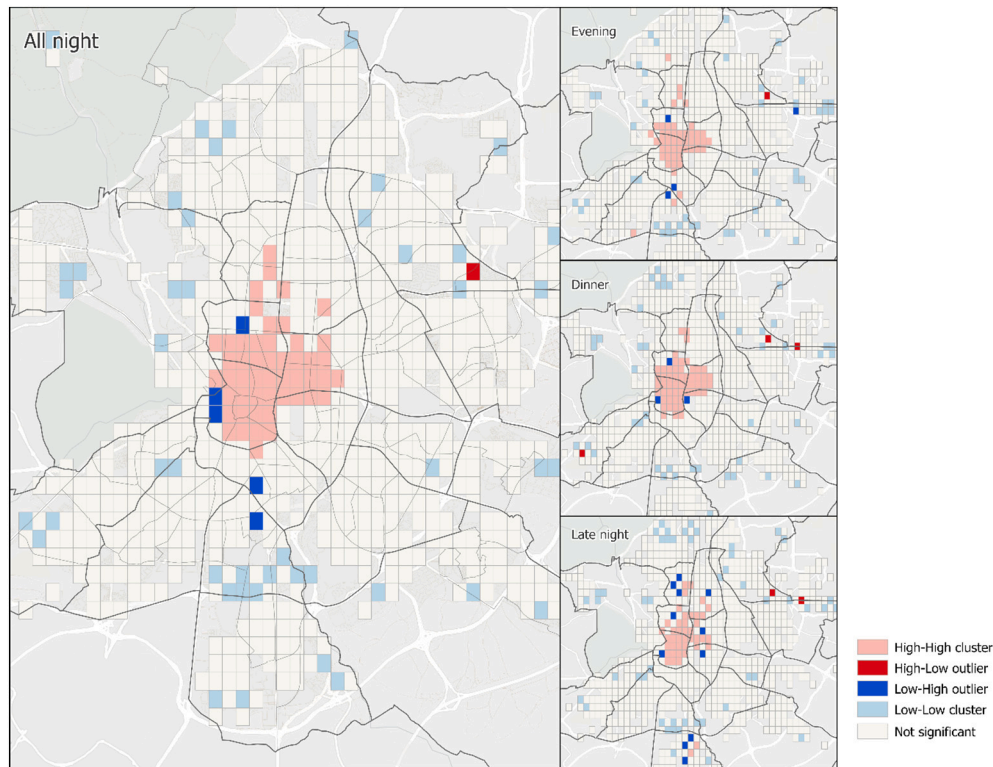 All night
Evening
Dinner
Late night
High-High cluster
High-Low outlier
Low-High outlier
Low-Low cluster
Not significant